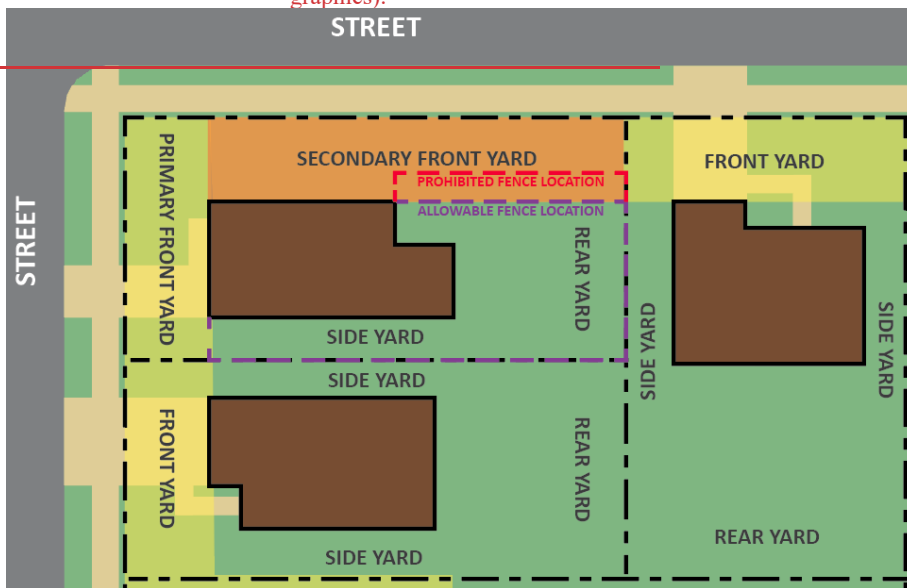 graphics).
STREET
STREET
PRIMARY FRONT YARD
SECONDARY FRONT YARD
PROHIBITED FENCE LOCATION
ALLOWABLE FENCE LOCATION
FRONT YARD
REAR YARD
SIDE YARD
SIDE YARD
SIDE YARD
SIDE YARD
FRONT YARD
REAR YARD
REAR YARD
SIDE YARD